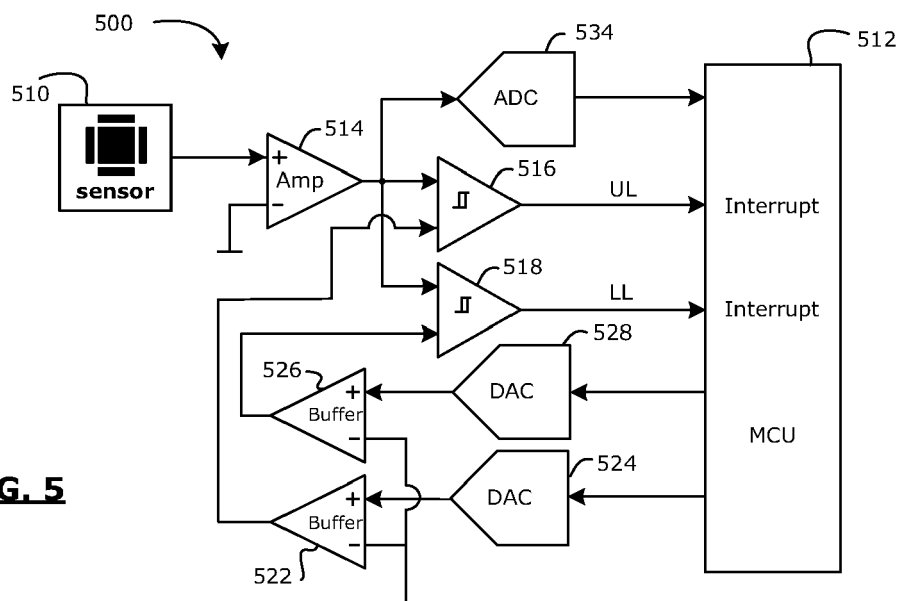 500
510
sensor
514
+
Amp
−
534
ADC
512
516
UL
Interrupt
518
LL
Interrupt
528
DAC
526
+
Buffer
−
MCU
524
DAC
+
Buffer
−
522
G. 5